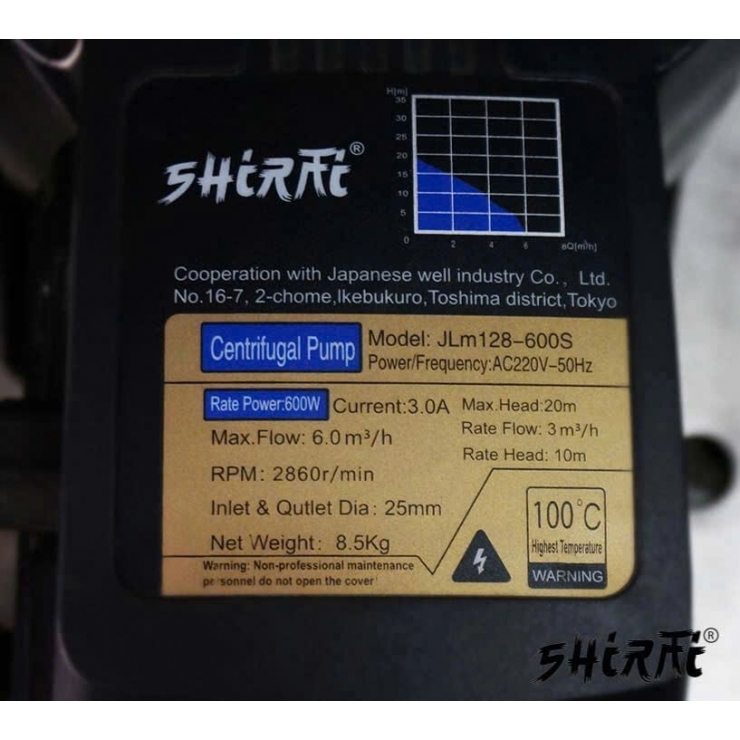 H[m]
35
30
25
20
15
10
5
0 2 4 6 8Q[m³/h]
SHIRAI®
Cooperation with Japanese well industry Co., Ltd.
No.16-7, 2-chome,Ikebukuro,Toshima district,Tokyo
Centrifugal Pump
Model: JLm128-600S
Power/Frequency:AC220V-50Hz
Rate Power:600W
Current:3.0A
Max.Head:20m
Max.Flow: 6.0m³/h
Rate Flow: 3m³/h
RPM: 2860r/min
Rate Head: 10m
Inlet & Qutlet Dia: 25mm
Net Weight: 8.5Kg
100°C
Highest Temperature
WARNING
Warning: Non-professional maintenance
personnel do not open the cover
SHIRAI®